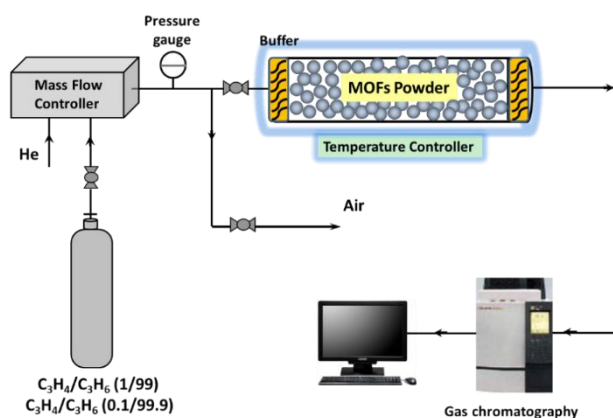 Pressure
gauge
Buffer
Mass Flow
Controller
MOFs Powder
He
Temperature Controller
Air
C₃H₄/C₃H₆ (1/99)
C₃H₄/C₃H₆ (0.1/99.9)
Gas chromatography